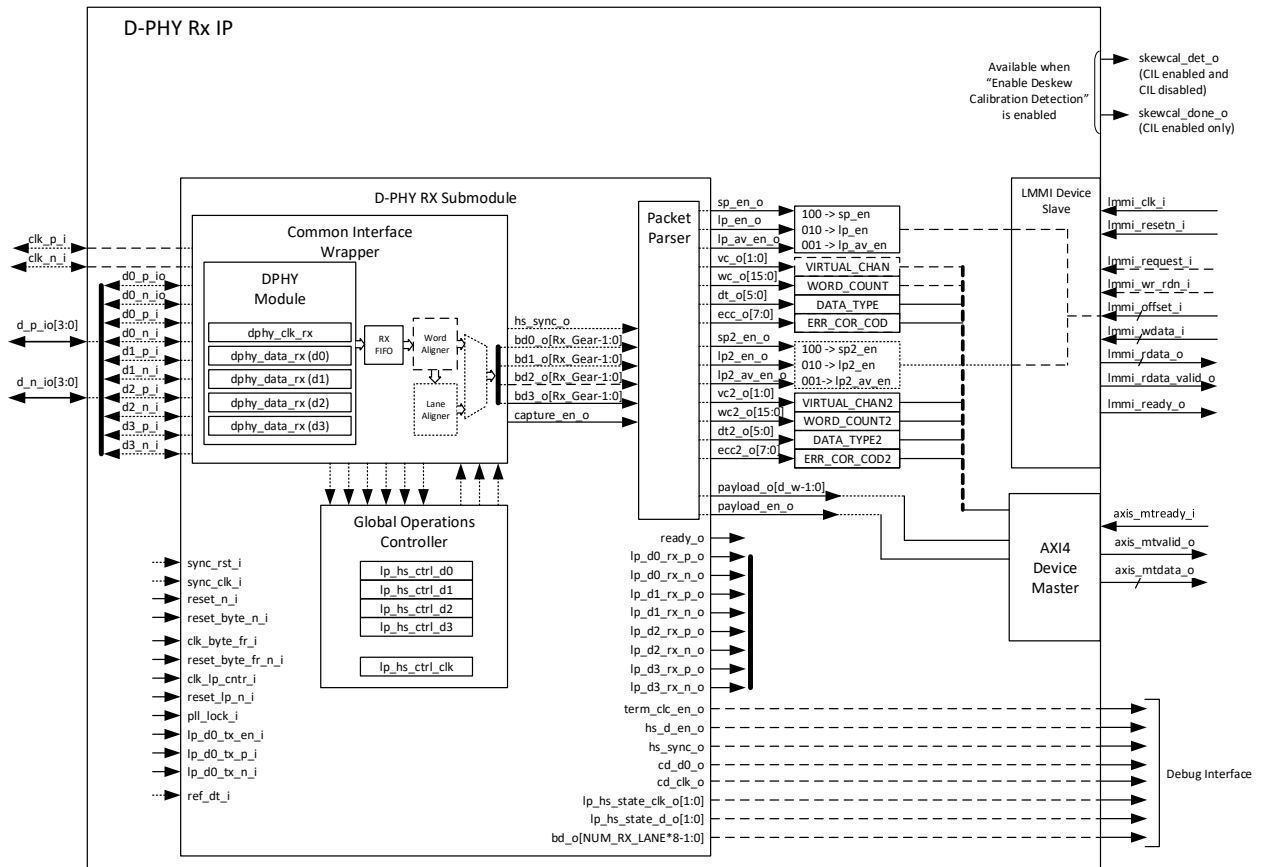 D-PHY Rx IP
Available when
“Enable Deskew
Calibration Detection”
is enabled
skewcal_det_o
(CIL enabled and
CIL disabled)
skewcal_done_o
(CIL enabled only)
D-PHY RX Submodule
Common Interface
Wrapper
DPHY
Module
dphy_clk_rx
dphy_data_rx (d0)
dphy_data_rx (d1)
dphy_data_rx (d2)
dphy_data_rx (d3)
RX
FIFO
Word
Aligner
Lane
Aligner
clk_p_i
clk_n_i
d_p_io[3:0]
d_n_io[3:0]
d0_p_io
d0_n_io
d0_p_i
d0_n_i
d1_p_i
d1_n_i
d2_p_i
d2_n_i
d3_p_i
d3_n_i
hs_sync_o
bd0_o[Rx_Gear-1:0]
bd1_o[Rx_Gear-1:0]
bd2_o[Rx_Gear-1:0]
bd3_o[Rx_Gear-1:0]
capture_en_o
Packet
Parser
sp_en_o
lp_en_o
lp_av_en_o
vc_o[1:0]
wc_o[15:0]
dt_o[5:0]
ecc_o[7:0]
sp2_en_o
lp2_en_o
lp2_av_en_o
vc2_o[1:0]
wc2_o[15:0]
dt2_o[5:0]
ecc2_o[7:0]
payload_o[d_w-1:0]
payload_en_o
100 -> sp_en
010 -> lp_en
001 -> lp_av_en
VIRTUAL_CHAN
WORD_COUNT
DATA_TYPE
ERR_COR_COD
100 -> sp2_en
010 -> lp2_en
001-> lp2_av_en
VIRTUAL_CHAN2
WORD_COUNT2
DATA_TYPE2
ERR_COR_COD2
LMMI Device
Slave
lmmi_clk_i
lmmi_resetn_i
lmmi_request_i
lmmi_wr_rdn_i
lmmi_offset_i
lmmi_wdata_i
lmmi_rdata_o
lmmi_rdata_valid_o
lmmi_ready_o
AXI4
Device
Master
axis_mtready_i
axis_mtvalid_o
axis_mtdata_o
Global Operations
Controller
lp_hs_ctrl_d0
lp_hs_ctrl_d1
lp_hs_ctrl_d2
lp_hs_ctrl_d3
lp_hs_ctrl_clk
sync_rst_i
sync_clk_i
reset_n_i
reset_byte_n_i
clk_byte_fr_i
reset_byte_fr_n_i
clk_lp_cntr_i
reset_lp_n_i
pll_lock_i
lp_d0_tx_en_i
lp_d0_tx_p_i
lp_d0_tx_n_i
ref_dt_i
ready_o
lp_d0_rx_p_o
lp_d0_rx_n_o
lp_d1_rx_p_o
lp_d1_rx_n_o
lp_d2_rx_p_o
lp_d2_rx_n_o
lp_d3_rx_p_o
lp_d3_rx_n_o
term_clc_en_o
hs_d_en_o
hs_sync_o
cd_d0_o
cd_clk_o
lp_hs_state_clk_o[1:0]
lp_hs_state_d_o[1:0]
bd_o[NUM_RX_LANE*8-1:0]
Debug Interface